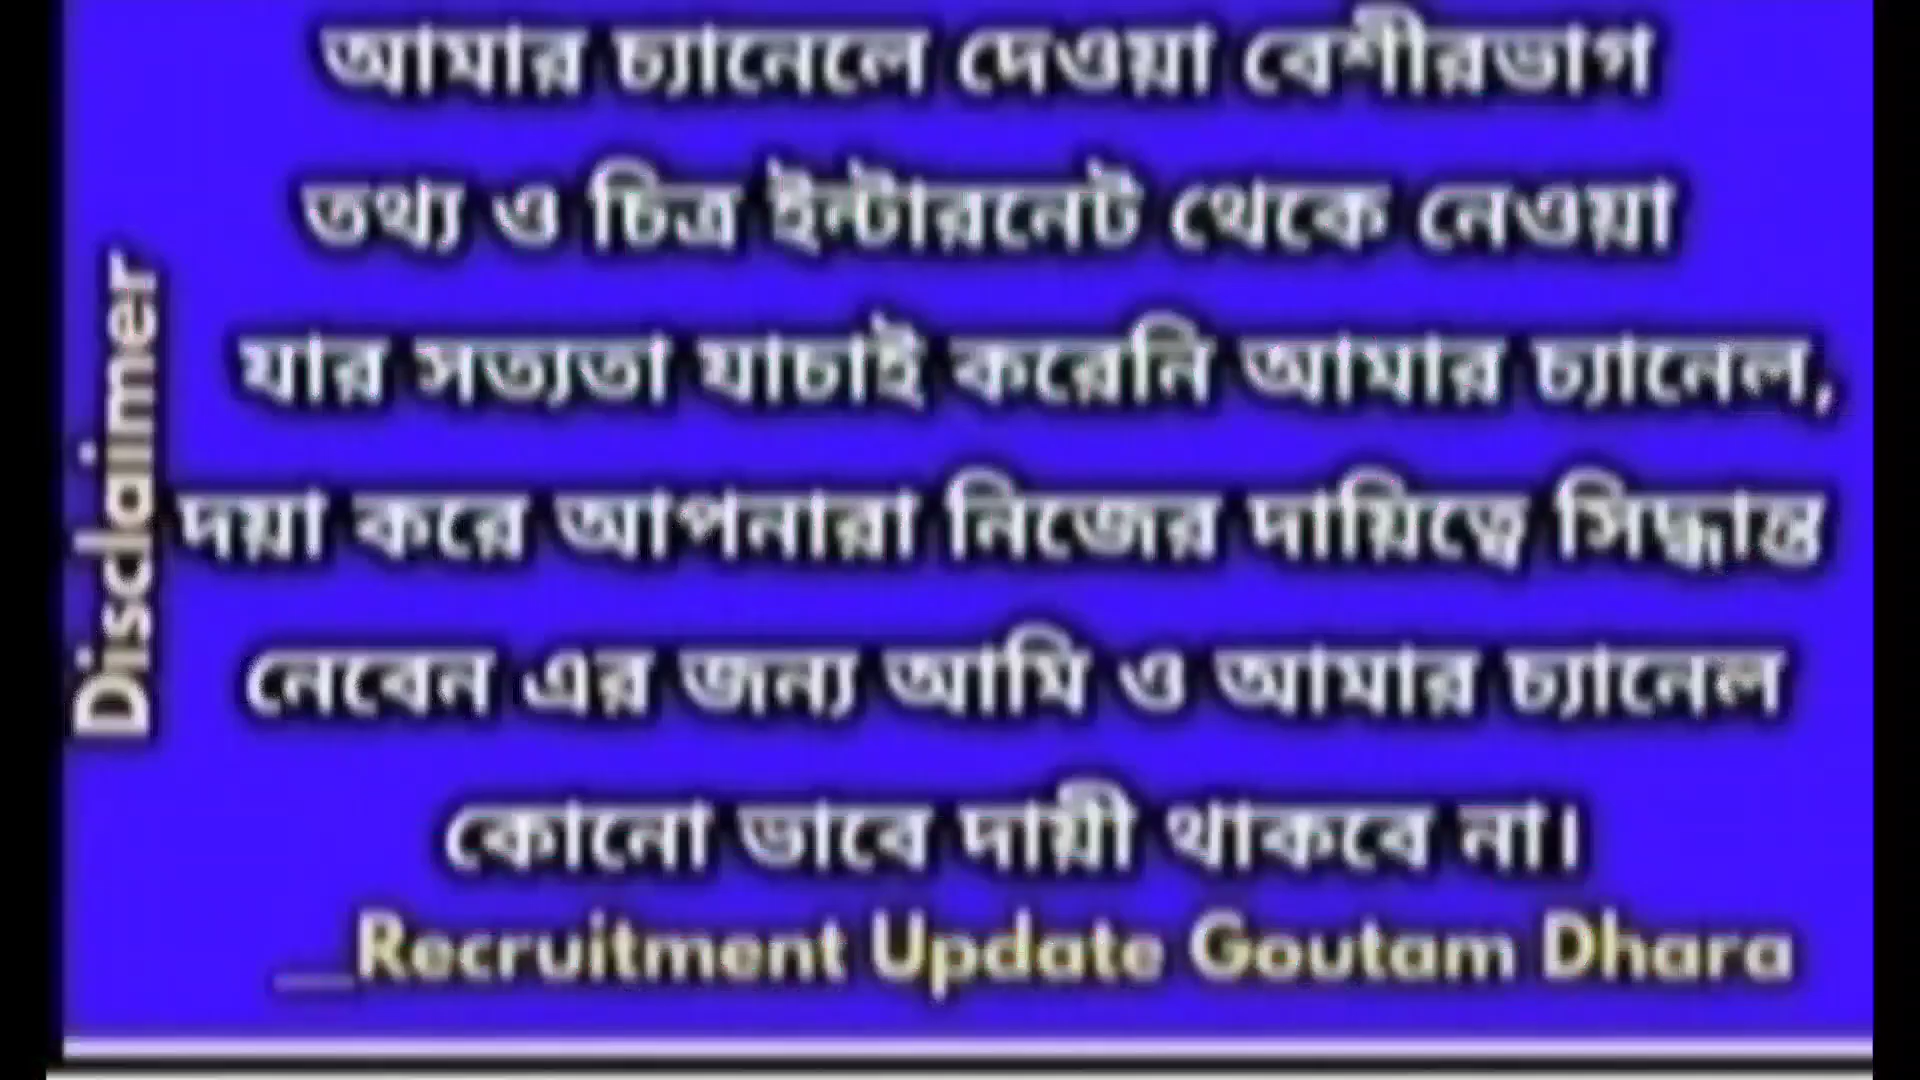 Disclaimer
আমার চ্যানেলে দেওয়া বেশীরভাগ
তথ্য ও চিত্র ইন্টারনেট থেকে নেওয়া
যার সত্যতা যাচাই করেনি আমার চ্যানেল,
দয়া করে আপনারা নিজের দায়িত্বে সিদ্ধান্ত
নেবেন এর জন্য আমি ও আমার চ্যানেল
কোনো ভাবে দায়ী থাকবে না।
__Recruitment Update Goutam Dhara